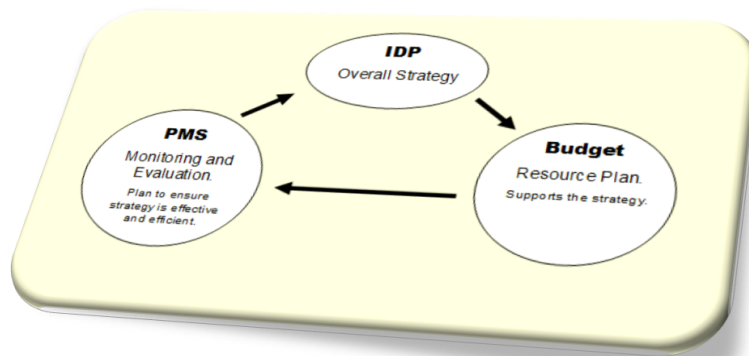 IDP
Overall Strategy
PMS
Monitoring and
Evaluation.
Plan to ensure
strategy is effective
and efficient.
Budget
Resource Plan.
Supports the strategy.